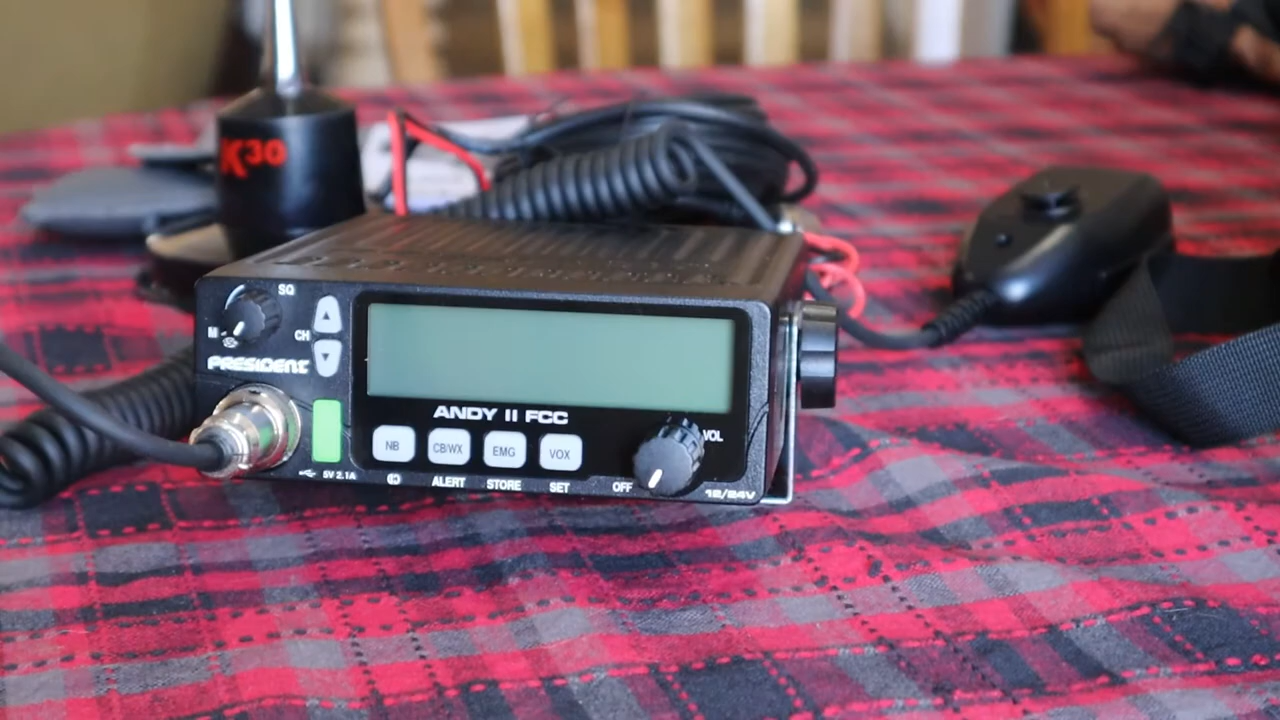 K30
SQ
M
CH
PRESIDENT
ANDY II FCC
NB
CB/WX
EMG
VOX
VOL
5V 2.1A
ALERT
STORE
SET
OFF
12/24V